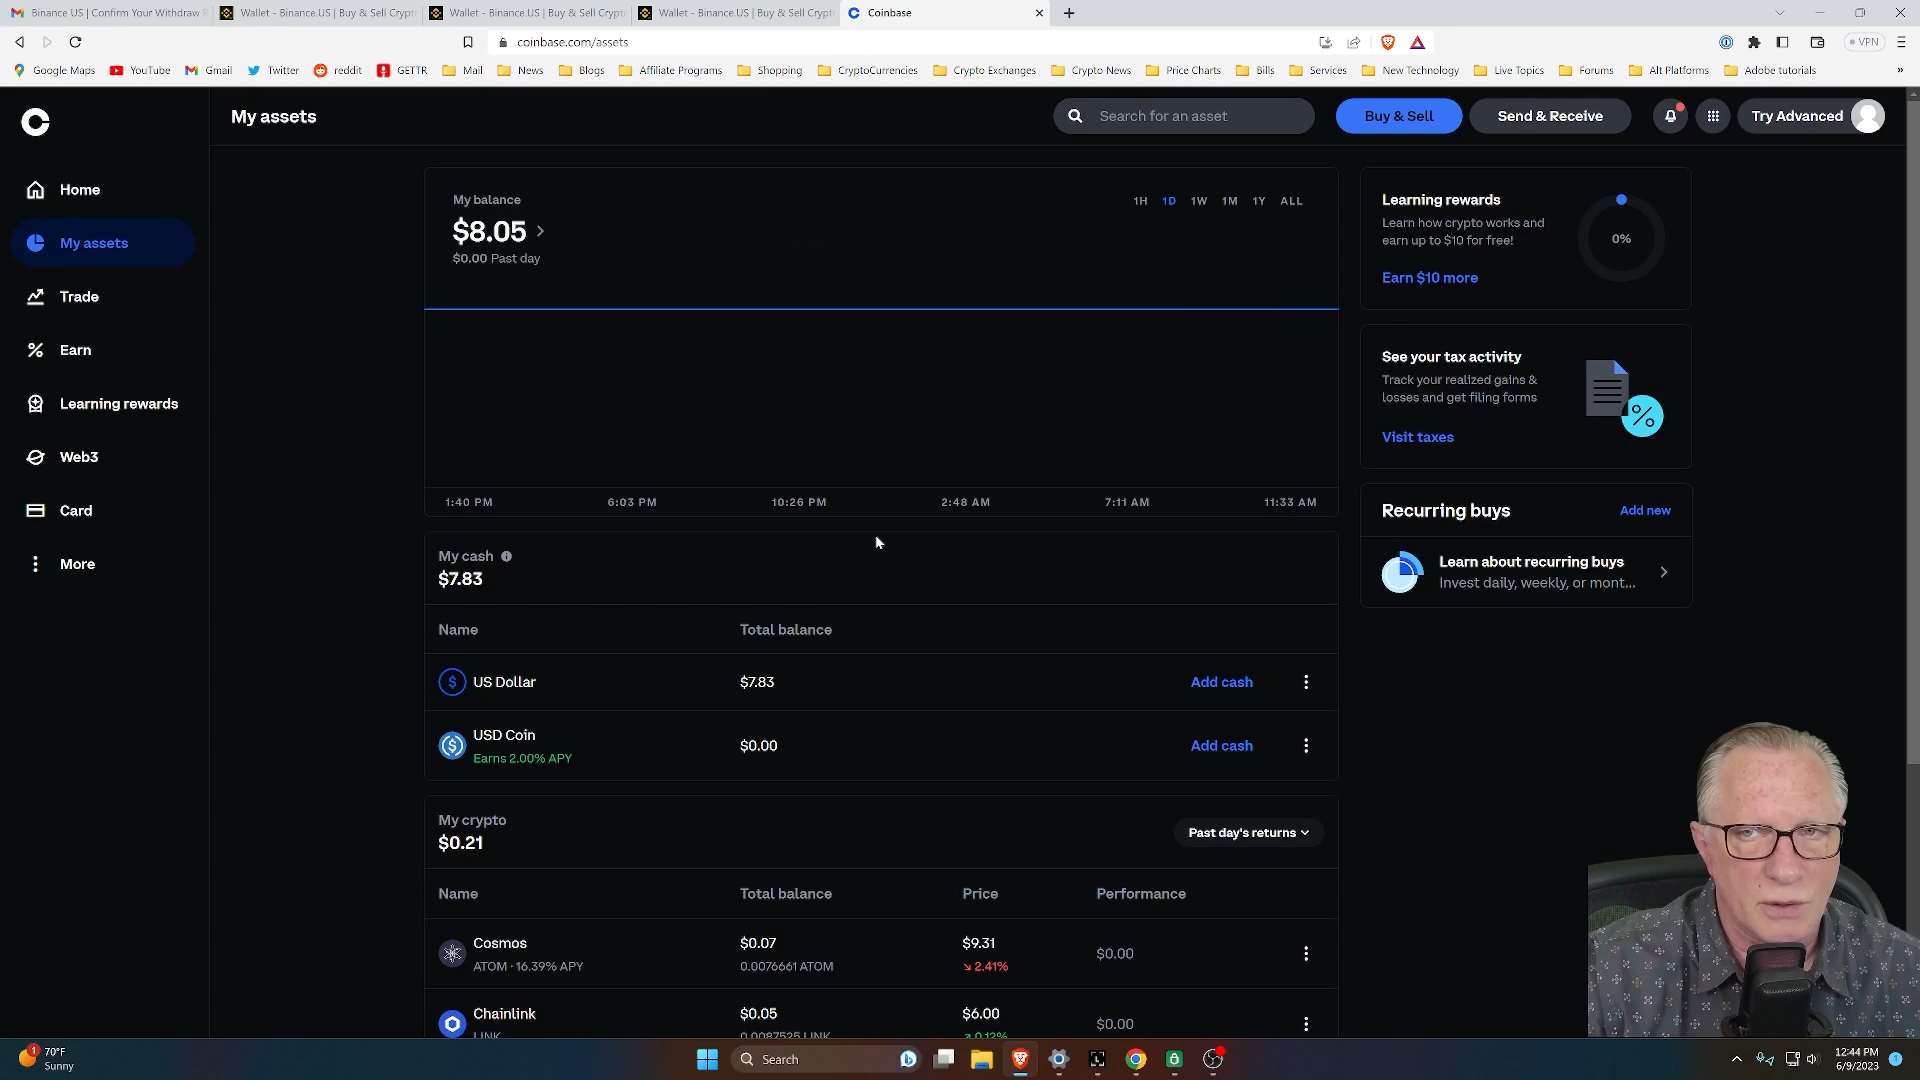 Binance US | Confirm Your Withdraw
Wallet - Binance.US | Buy & Sell Crypt
Wallet - Binance.US | Buy & Sell Crypt
Wallet - Binance.US | Buy & Sell Crypt
Coinbase
coinbase.com/assets
VPN
Google Maps
YouTube
Gmail
Twitter
reddit
GETTR
Mail
News
Blogs
Affiliate Programs
Shopping
CryptoCurrencies
Crypto Exchanges
Crypto News
Price Charts
Bills
Services
New Technology
Live Topics
Forums
Alt Platforms
Adobe tutorials
»
My assets
Search for an asset
Buy & Sell
Send & Receive
Try Advanced
Home
My assets
Trade
Earn
Learning rewards
Web3
Card
More
My balance
$8.05
$0.00 Past day
1H 1D 1W 1M 1Y ALL
1:40 PM 6:03 PM 10:26 PM 2:48 AM 7:11 AM 11:33 AM
My cash
$7.83
Name Total balance
US Dollar $7.83 Add cash
USD Coin
Earns 2.00% APY
$0.00 Add cash
My crypto
$0.21
Past day's returns
Name Total balance Price Performance
Cosmos $0.07 $9.31
ATOM · 16.39% APY 0.0076661 ATOM ↘ 2.41%
$0.00
Chainlink $0.05 $6.00
LINK 0.0087525 LINK ↗ 0.12%
$0.00
Learning rewards
Learn how crypto works and
earn up to $10 for free!
0%
Earn $10 more
See your tax activity
Track your realized gains &
losses and get filing forms
Visit taxes
Recurring buys Add new
Learn about recurring buys
Invest daily, weekly, or mont...
1
70°F
Sunny
Search
12:44 PM
6/9/2023
1